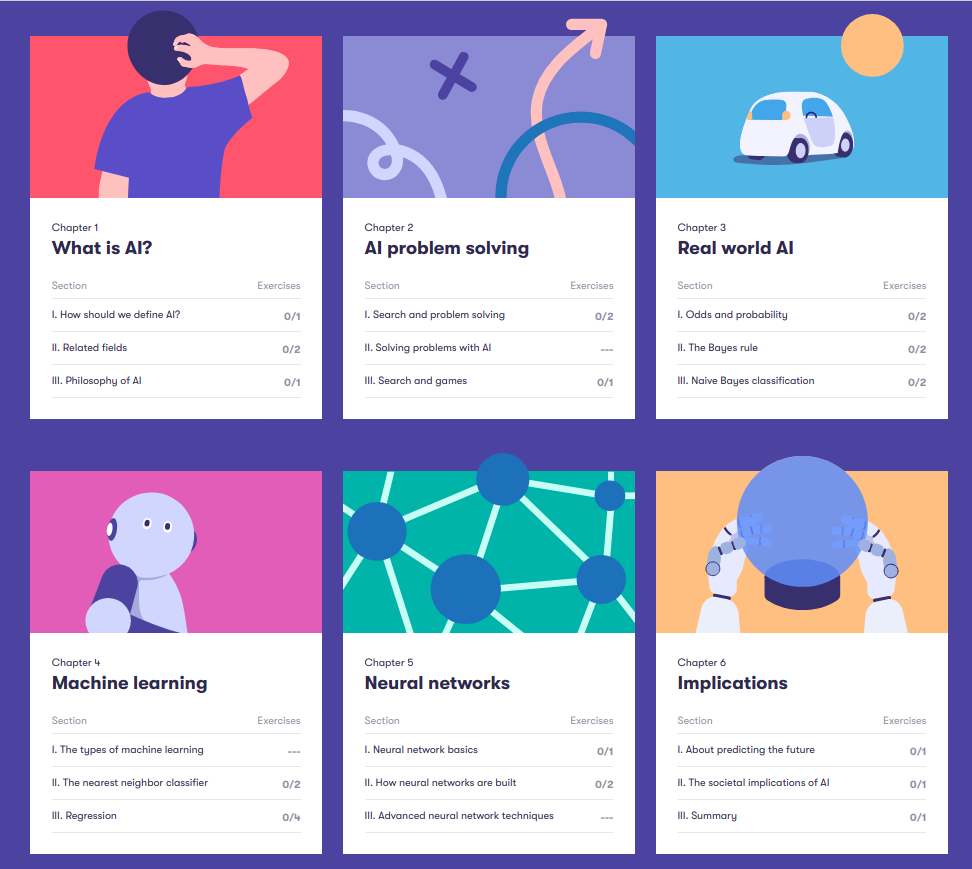 Chapter 1
What is AI?
Section Exercises
I. How should we define AI? 0/1
II. Related fields 0/2
III. Philosophy of AI 0/1
Chapter 2
AI problem solving
Section Exercises
I. Search and problem solving 0/2
II. Solving problems with AI ---
III. Search and games 0/1
Chapter 3
Real world AI
Section Exercises
I. Odds and probability 0/2
II. The Bayes rule 0/2
III. Naive Bayes classification 0/2
Chapter 4
Machine learning
Section Exercises
I. The types of machine learning ---
II. The nearest neighbor classifier 0/2
III. Regression 0/4
Chapter 5
Neural networks
Section Exercises
I. Neural network basics 0/1
II. How neural networks are built 0/2
III. Advanced neural network techniques ---
Chapter 6
Implications
Section Exercises
I. About predicting the future 0/1
II. The societal implications of AI 0/1
III. Summary 0/1